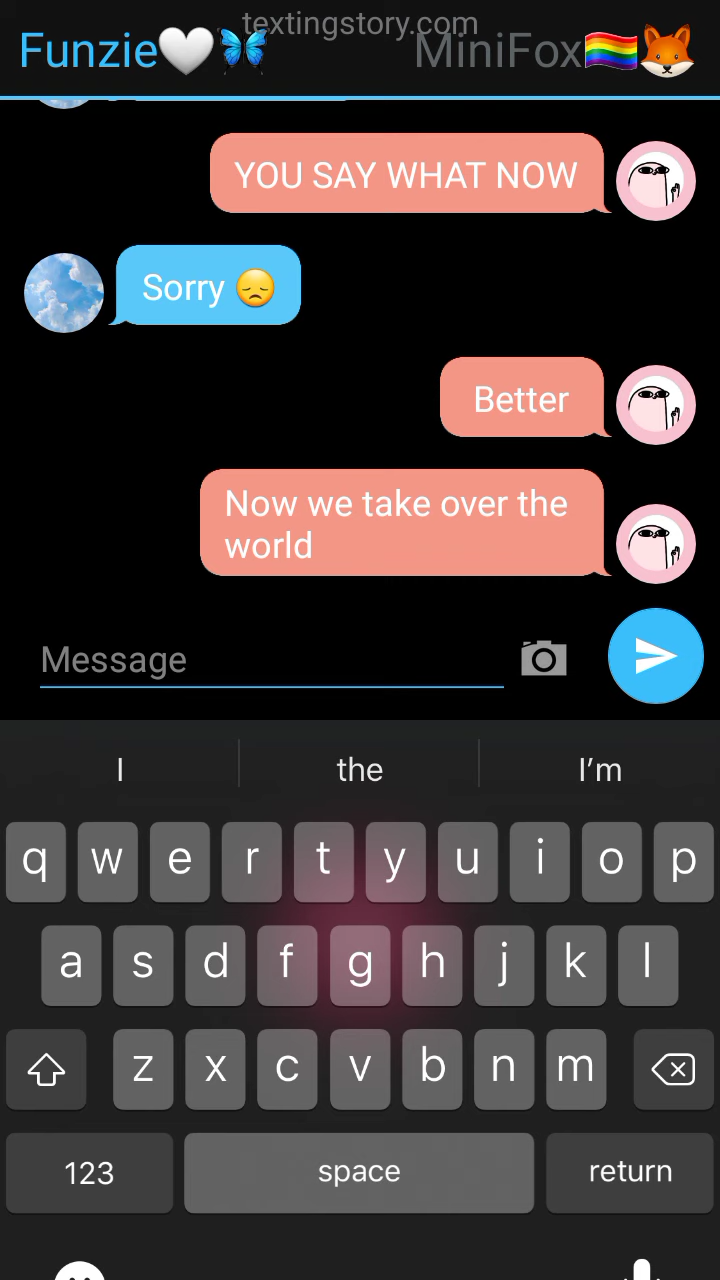 textingstory.com
Funzie🤍🦋 MiniFox🏳️‍🌈🦊
YOU SAY WHAT NOW
Sorry 😞
Better
Now we take over the
world
Message
I the I’m
q w e r t y u i o p
a s d f g h j k l
z x c v b n m
123 space return